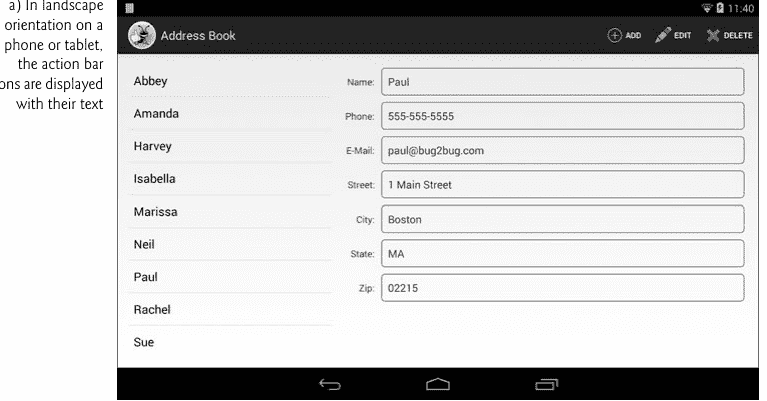 a) In landscape
orientation on a
phone or tablet,
the action bar
ons are displayed
with their text
11:40
Address Book
ADD EDIT DELETE
Abbey
Amanda
Harvey
Isabella
Marissa
Neil
Paul
Rachel
Sue
Name: Paul
Phone: 555-555-5555
E-Mail: paul@bug2bug.com
Street: 1 Main Street
City: Boston
State: MA
Zip: 02215